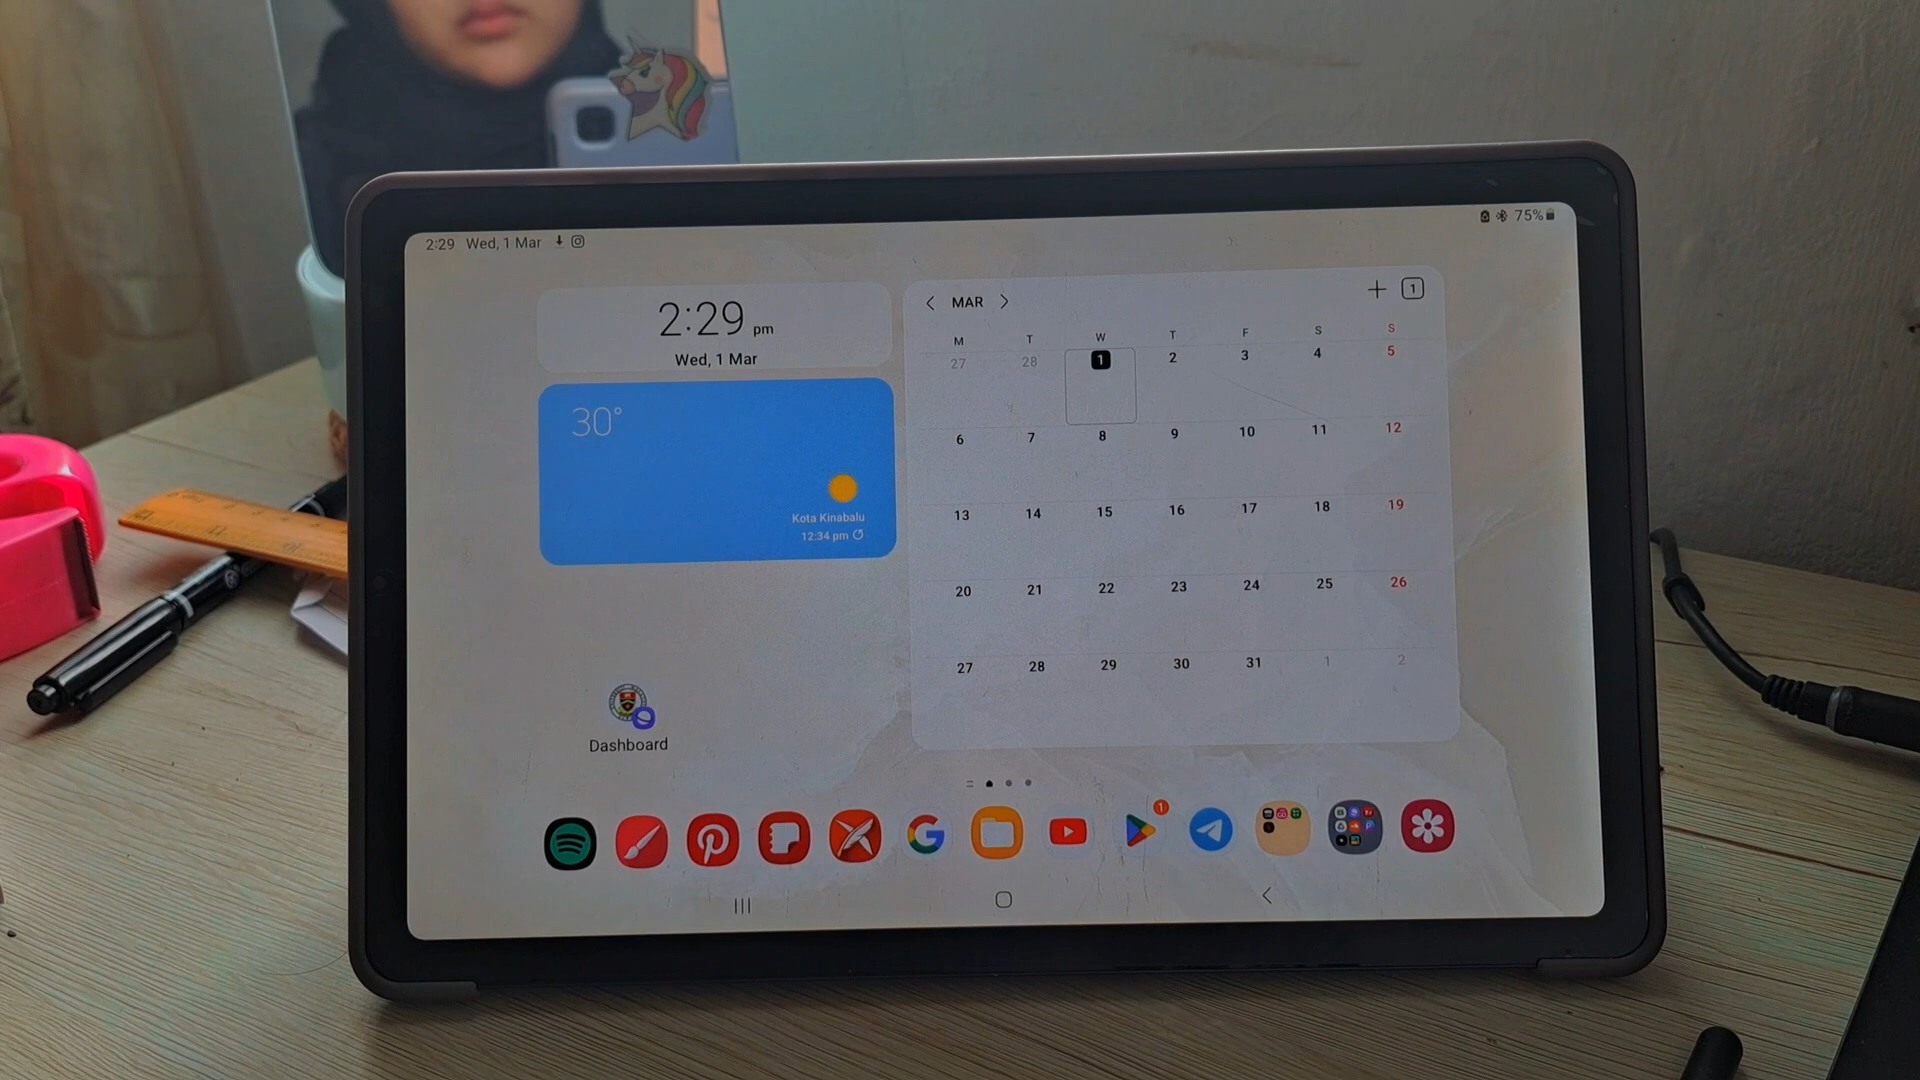 2:29 Wed, 1 Mar
75%
2:29 pm
Wed, 1 Mar
30°
Kota Kinabalu
12:34 pm
MAR
1
M T W T F S S
27 28 1 2 3 4 5
6 7 8 9 10 11 12
13 14 15 16 17 18 19
20 21 22 23 24 25 26
27 28 29 30 31 1 2
Dashboard
1